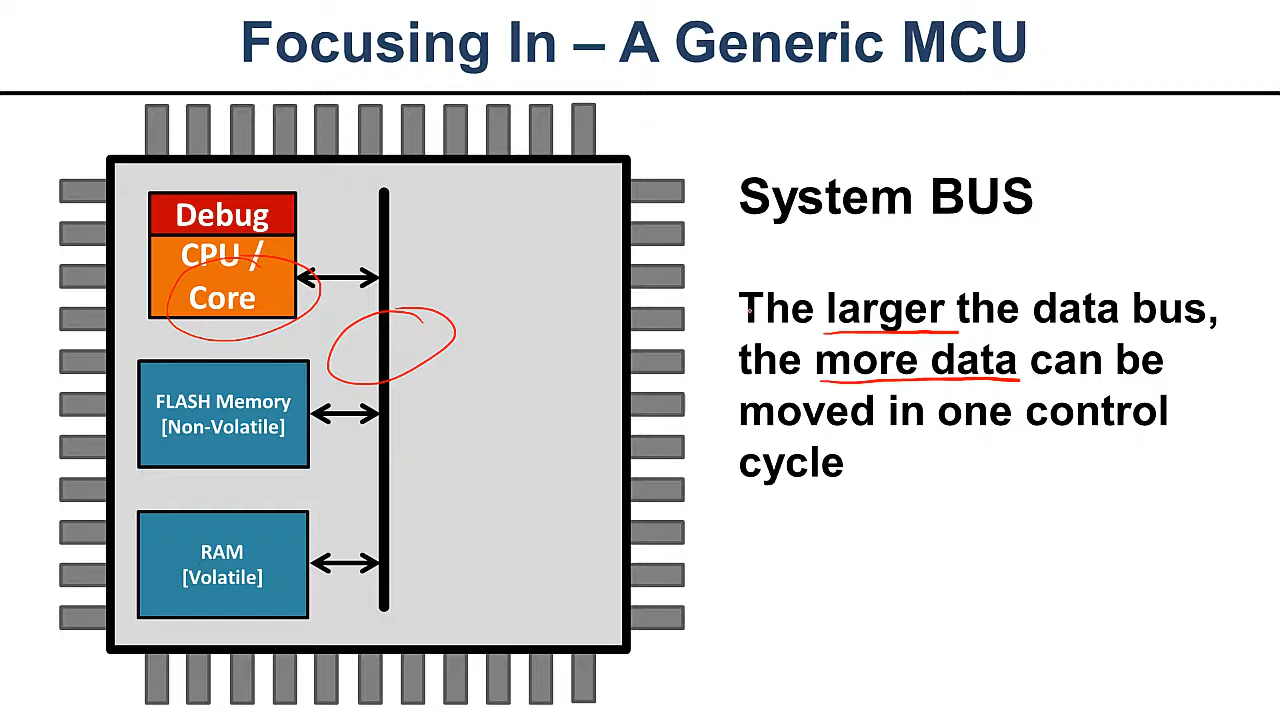 Focusing In – A Generic MCU
Debug
CPU /
Core
FLASH Memory
[Non-Volatile]
RAM
[Volatile]
System BUS
The larger the data bus,
the more data can be
moved in one control
cycle